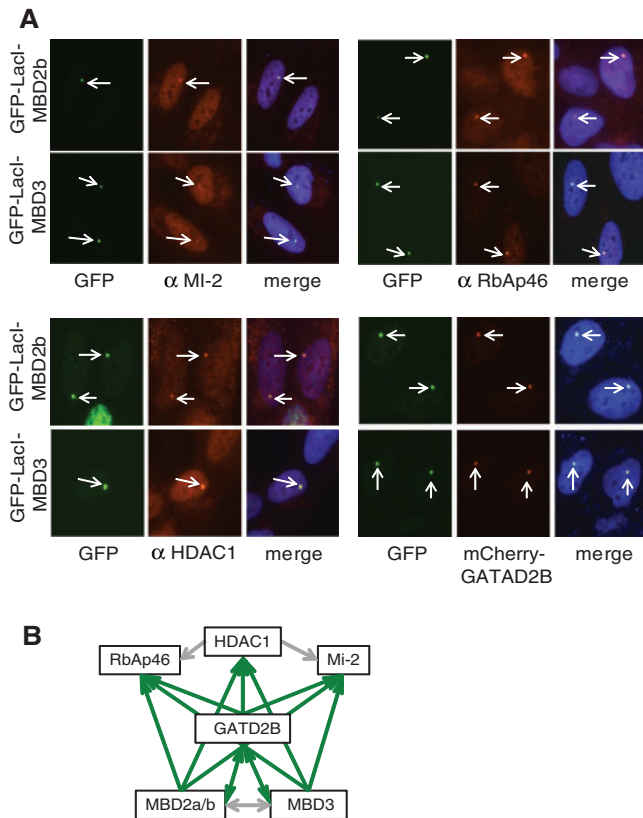 A
GFP-LacI-
MBD2b
GFP-LacI-
MBD3
GFP
α MI-2
merge
GFP
α RbAp46
merge
GFP-LacI-
MBD2b
GFP-LacI-
MBD3
GFP
α HDAC1
merge
GFP
mCherry-
GATAD2B
merge
B
HDAC1
RbAp46
Mi-2
GATD2B
MBD2a/b
MBD3